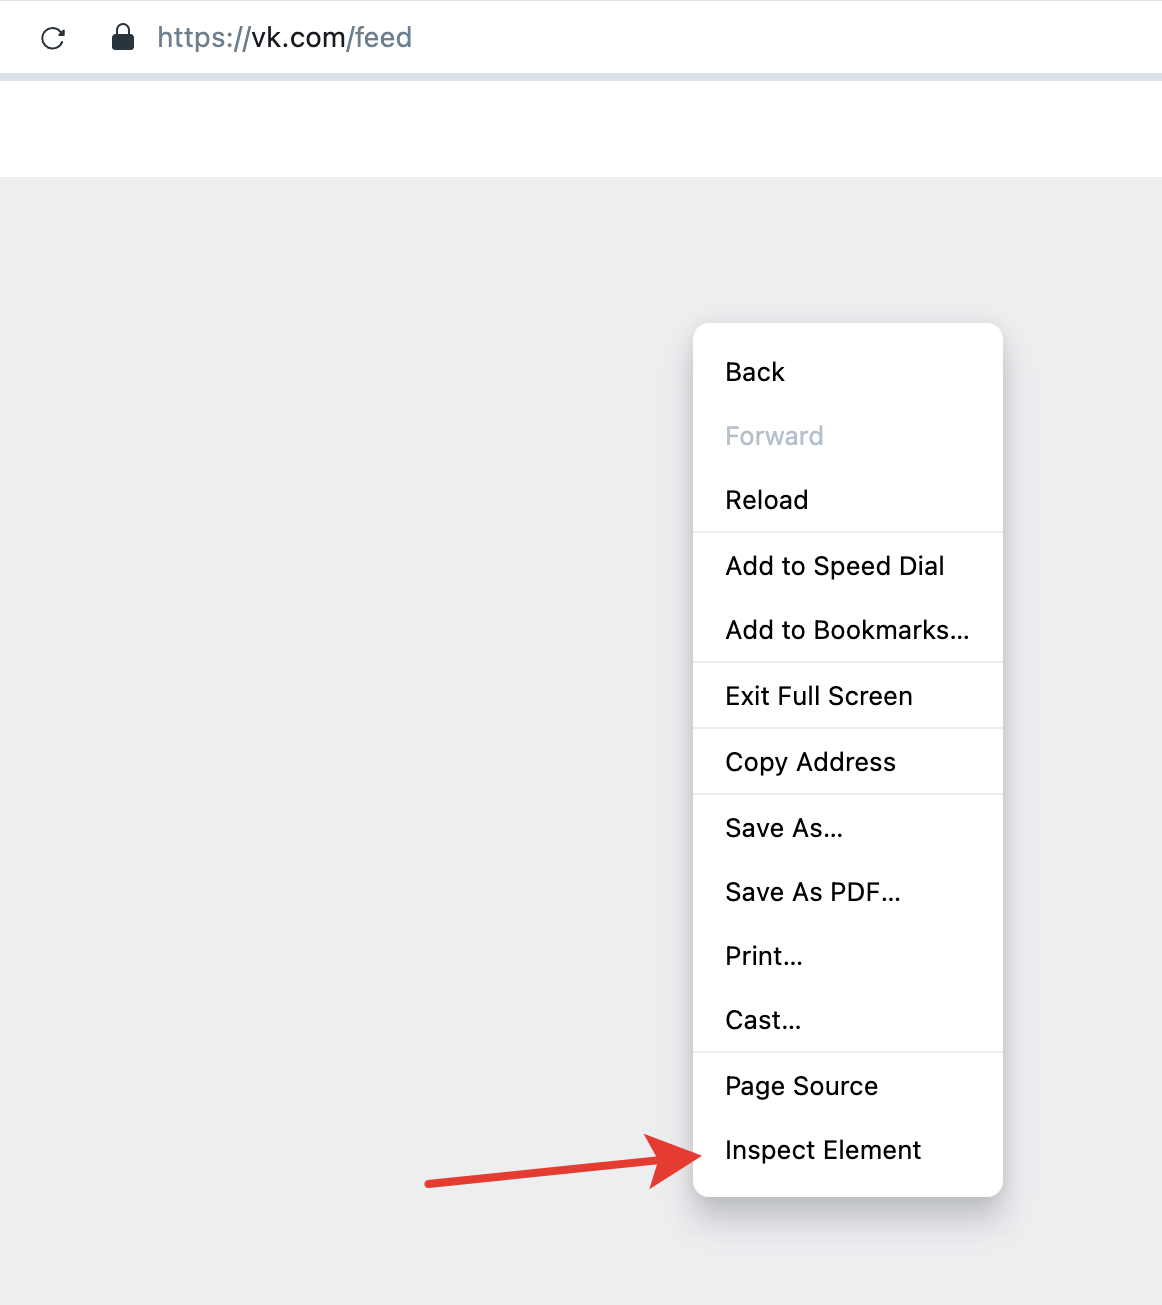 https://vk.com/feed
Back
Forward
Reload
Add to Speed Dial
Add to Bookmarks...
Exit Full Screen
Copy Address
Save As...
Save As PDF...
Print...
Cast...
Page Source
Inspect Element